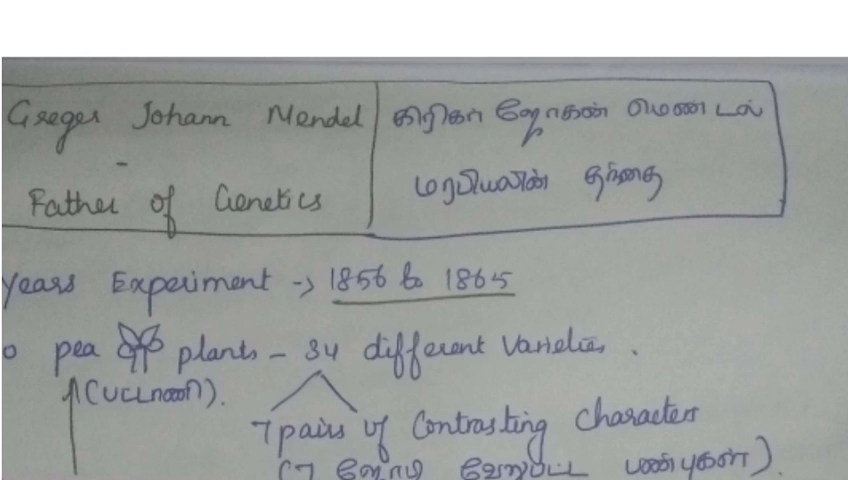 Greger Johann Mendel
-
Father of Genetics
கிரிகர் ஜோகன் மெண்டல்
மரபியலின் தந்தை
years Experiment -> 1856 to 1865
pea plants - 34 different Varieties .
(பட்டாணி).
7 pairs of Contrasting Characters
(7 ஜோடி வேறுபட்ட பண்புகள்).